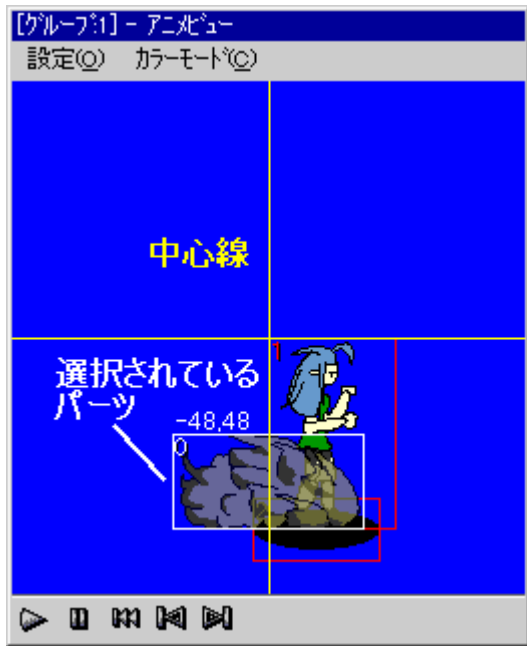 [グループ:1] - アニメビュー
設定(O) カラーモード(C)
中心線
1
選択されている
パーツ
-48,48
0